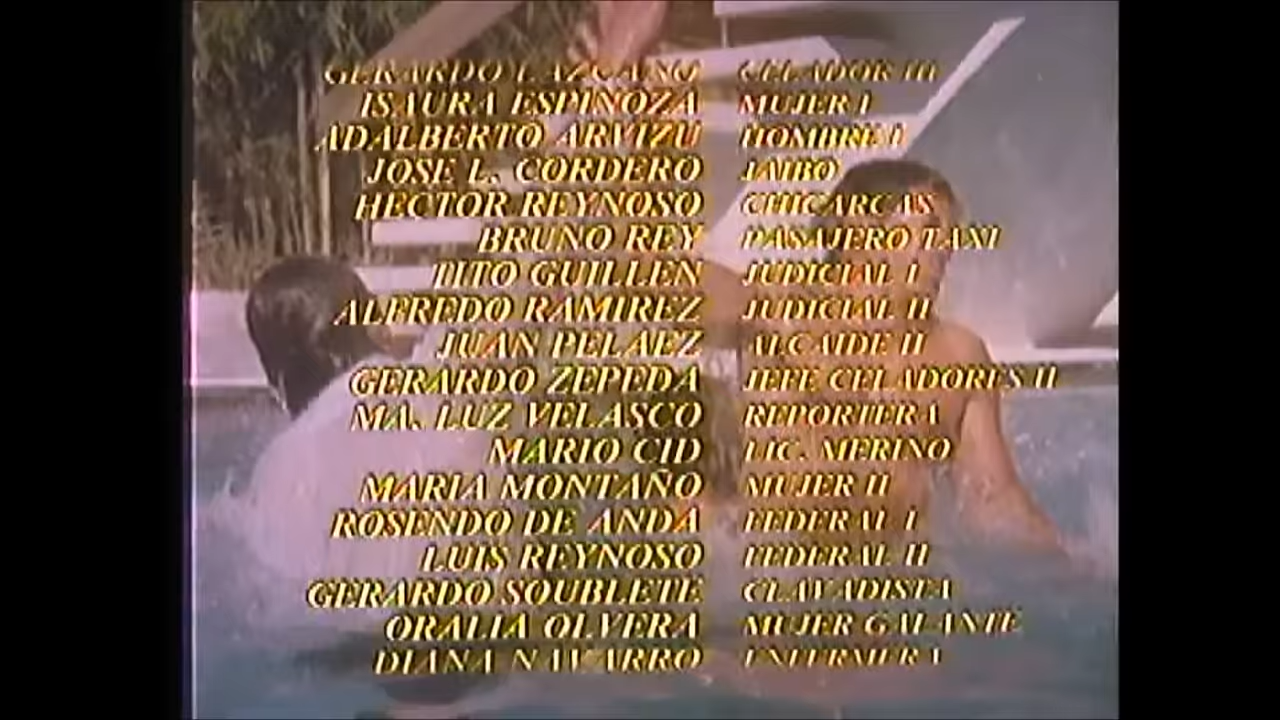 GERARDO LAZCANO CELADOR III
ISAURA ESPINOZA MUJER I
ADALBERTO ARVIZU HOMBRE I
JOSE L. CORDERO JAIBO
HECTOR REYNOSO CHICARCAS
BRUNO REY PASAJERO TAXI
TITO GUILLEN JUDICIAL I
ALFREDO RAMIREZ JUDICIAL II
JUAN PELAEZ ALCAIDE II
GERARDO ZEPEDA JEFE CELADORES II
MA. LUZ VELASCO REPORTERA
MARIO CID LIC. MERINO
MARIA MONTAÑO MUJER II
ROSENDO DE ANDA FEDERAL I
LUIS REYNOSO FEDERAL II
GERARDO SOUBLETE CLAVADISTA
ORALIA OLVERA MUJER GALANTE
DIANA NAVARRO ENFERMERA